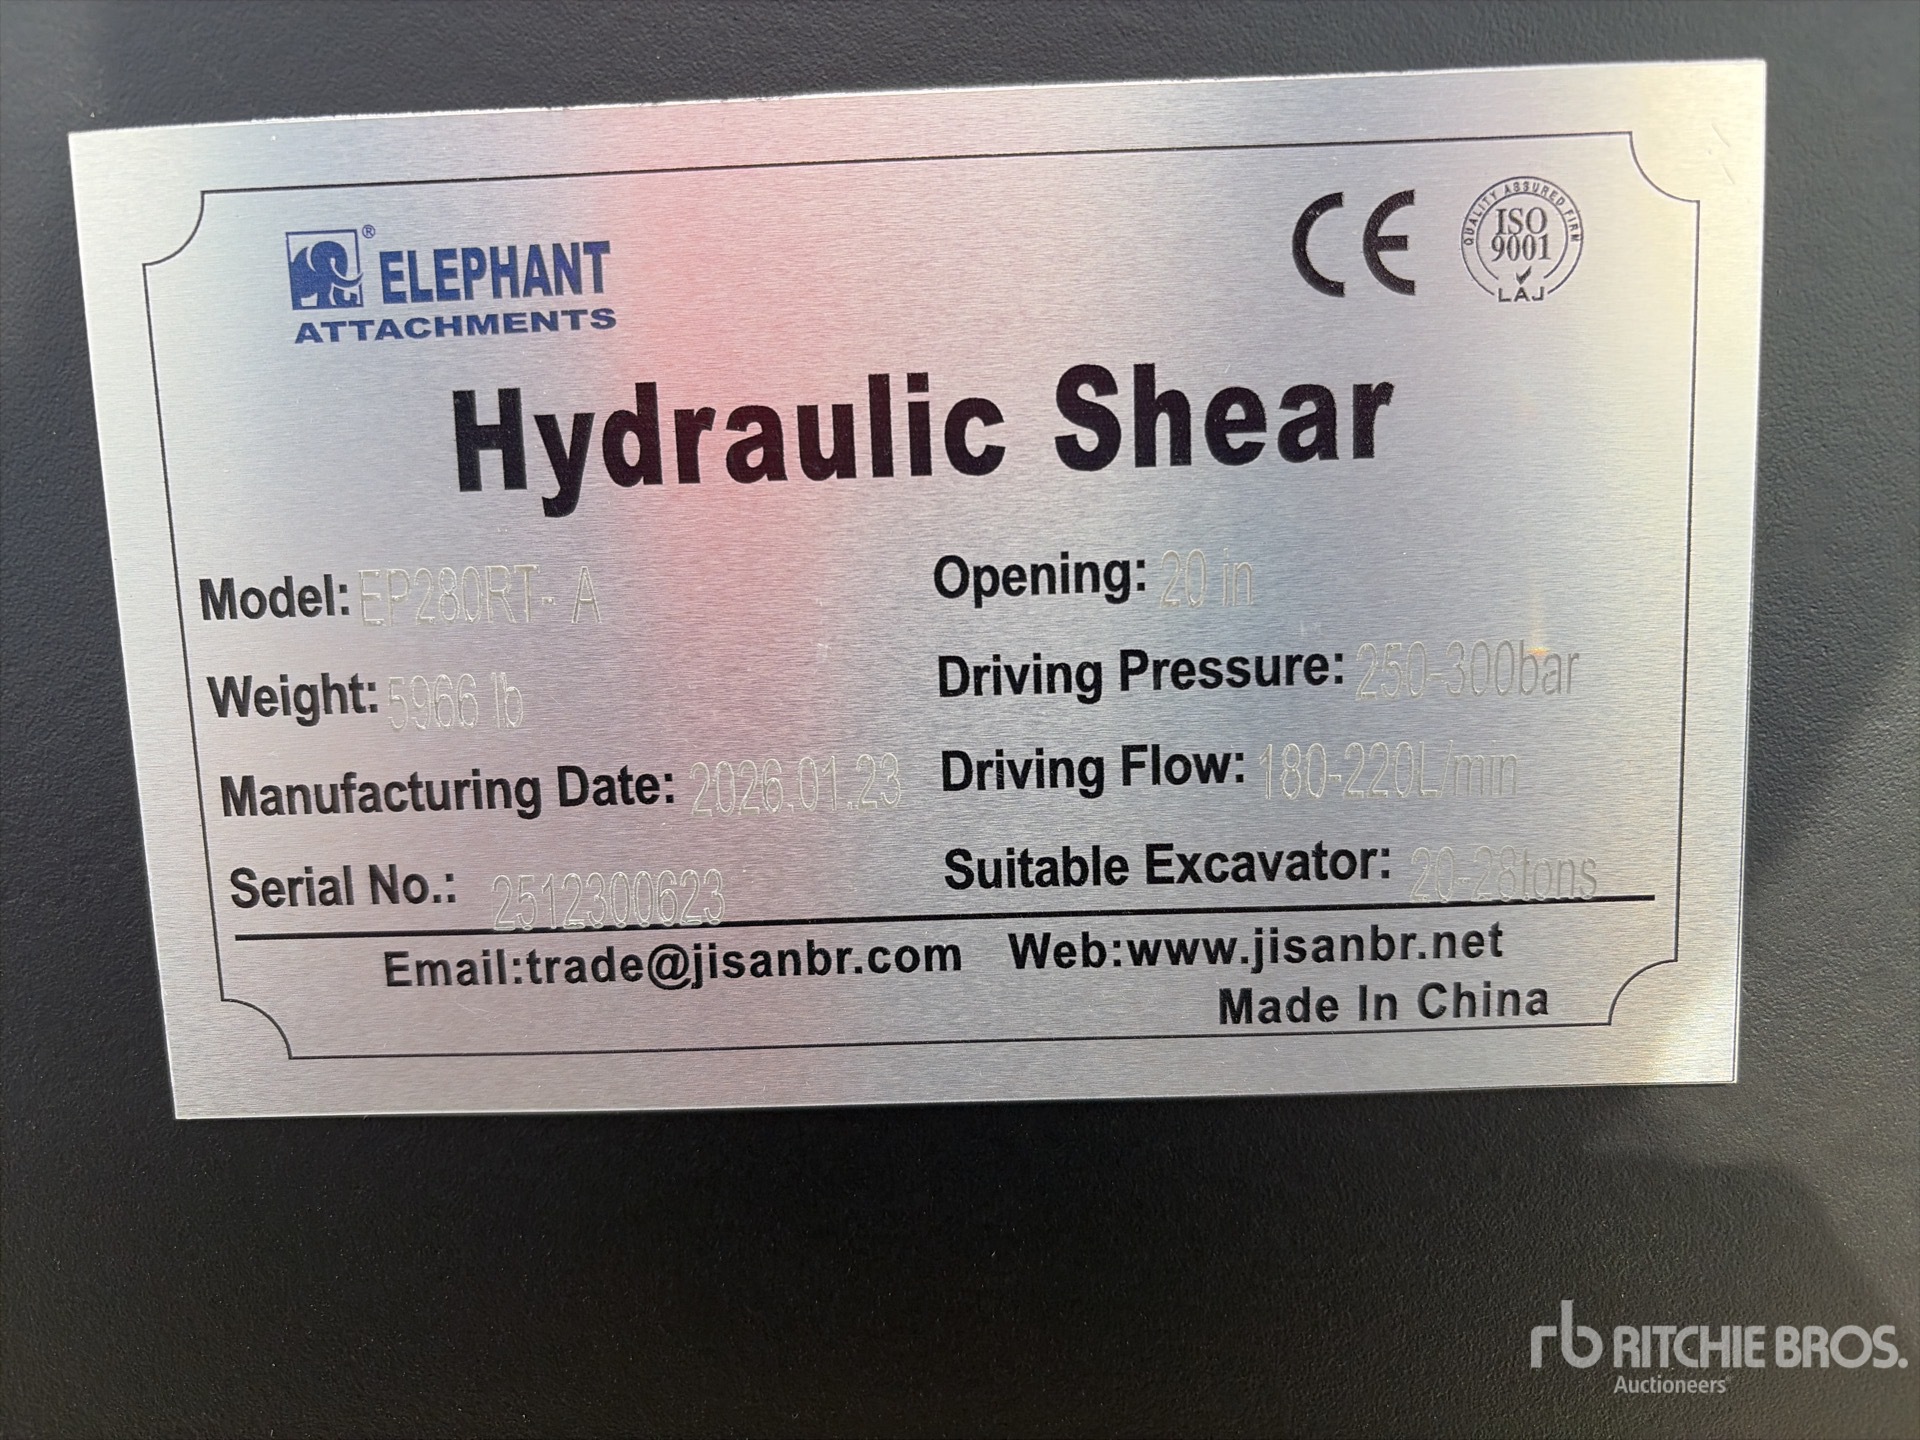 ® ELEPHANT
ATTACHMENTS
CE
QUALITY ASSURED FIRM
ISO
9001
LAJ
Hydraulic Shear
Model: EP280RT- A
Opening: 20 in
Weight: 5966 lb
Driving Pressure: 250-300bar
Manufacturing Date: 2026.01.23
Driving Flow: 180-220L/min
Serial No.: 2512300623
Suitable Excavator: 20-28tons
Email:trade@jisanbr.com Web:www.jisanbr.net
Made In China
rb RITCHIE BROS.
Auctioneers